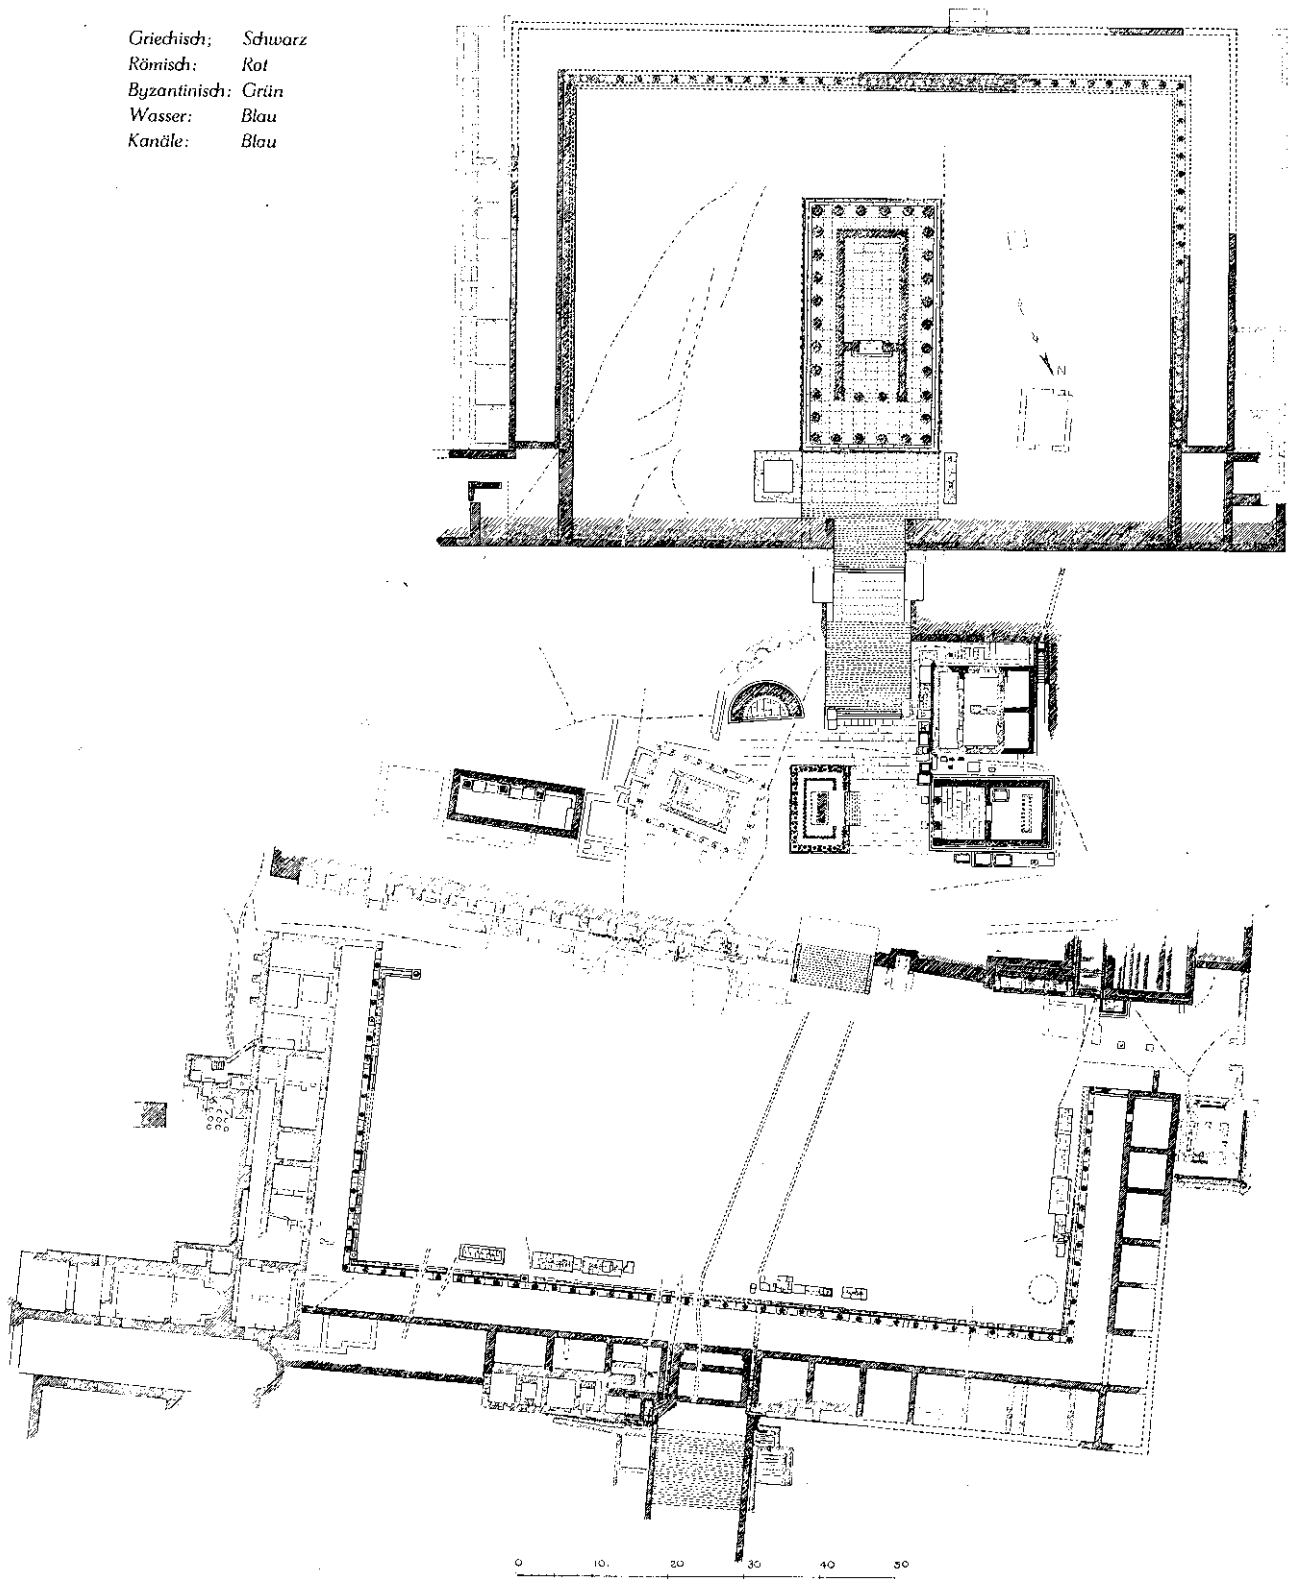 Griechisch; Schwarz
Römisch: Rot
Byzantinisch: Grün
Wasser: Blau
Kanäle: Blau
N
0 10. 20 30 40 50